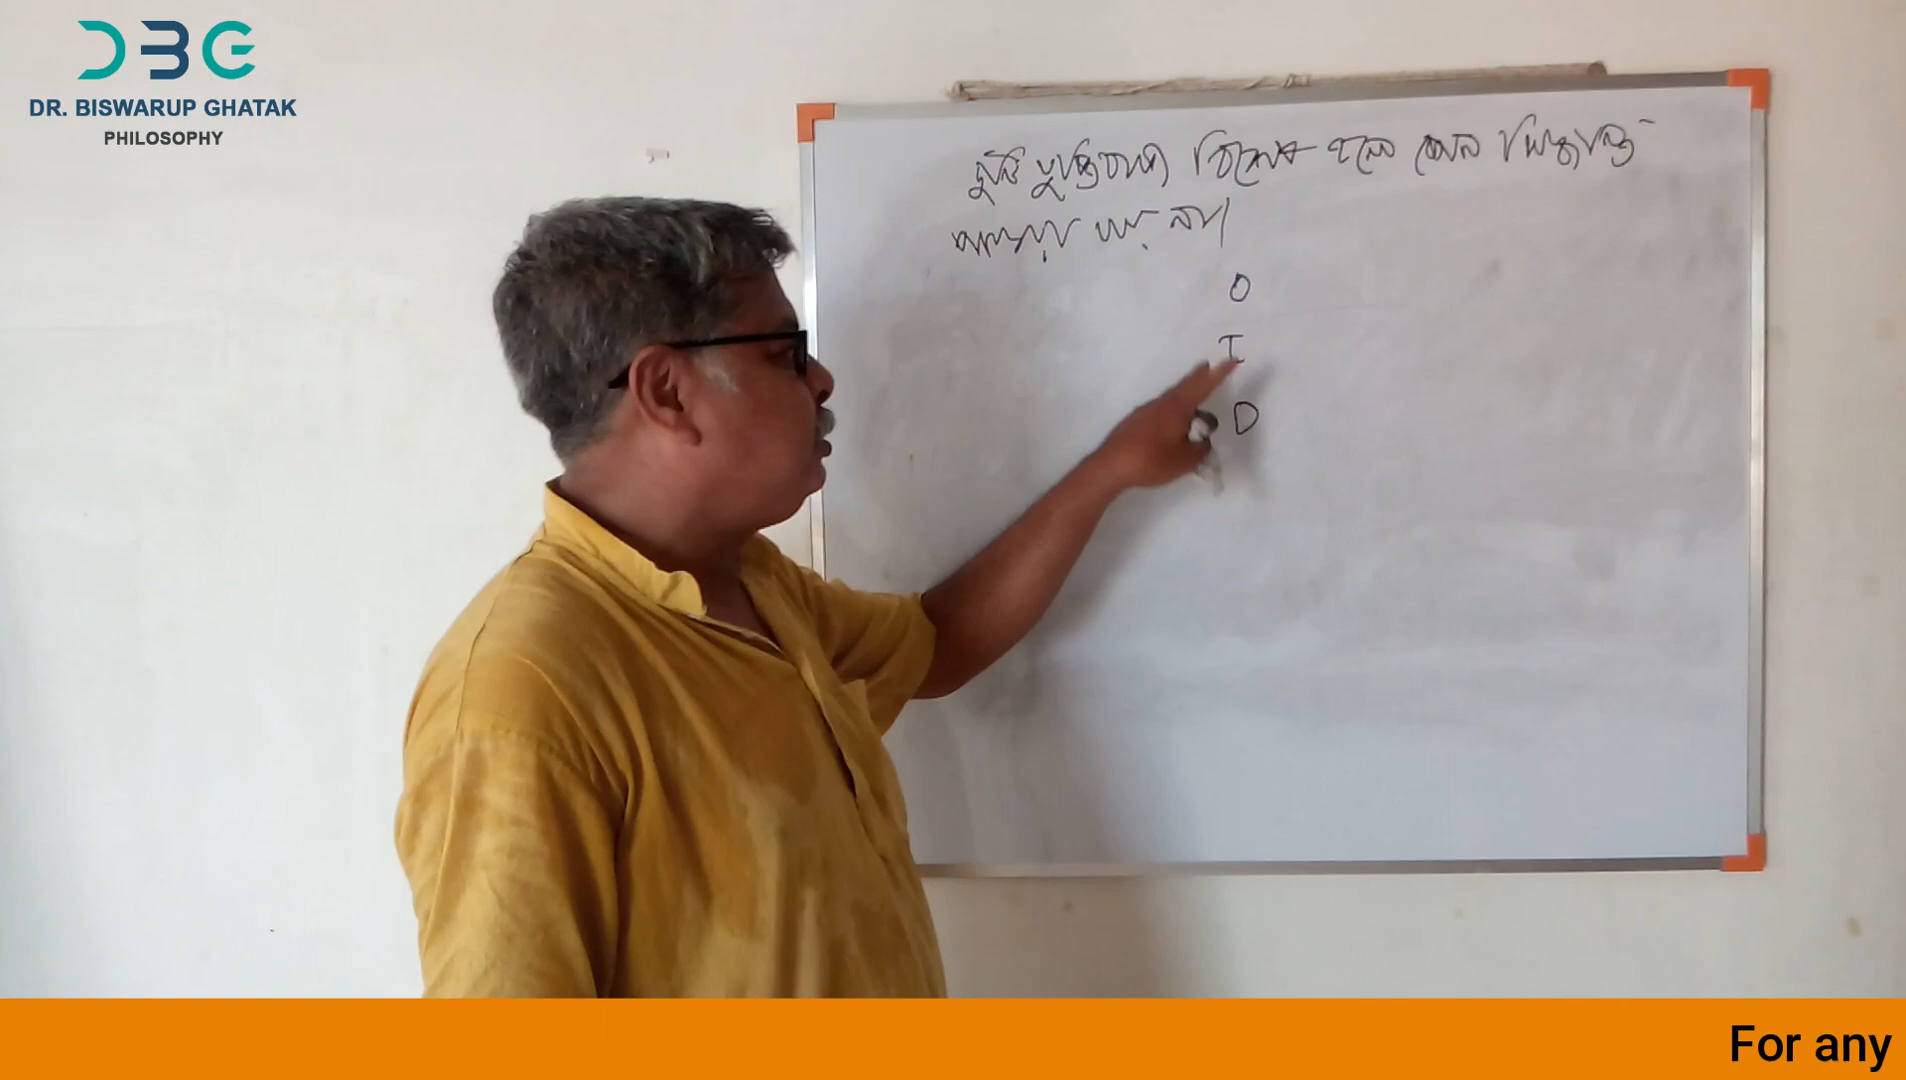 DBG
DR. BISWARUP GHATAK
PHILOSOPHY
দুটি যুক্তিবাক্য বিশেষ হলে কোন সিদ্ধান্ত
পাওয়া যায় না।
O
I
O
For any